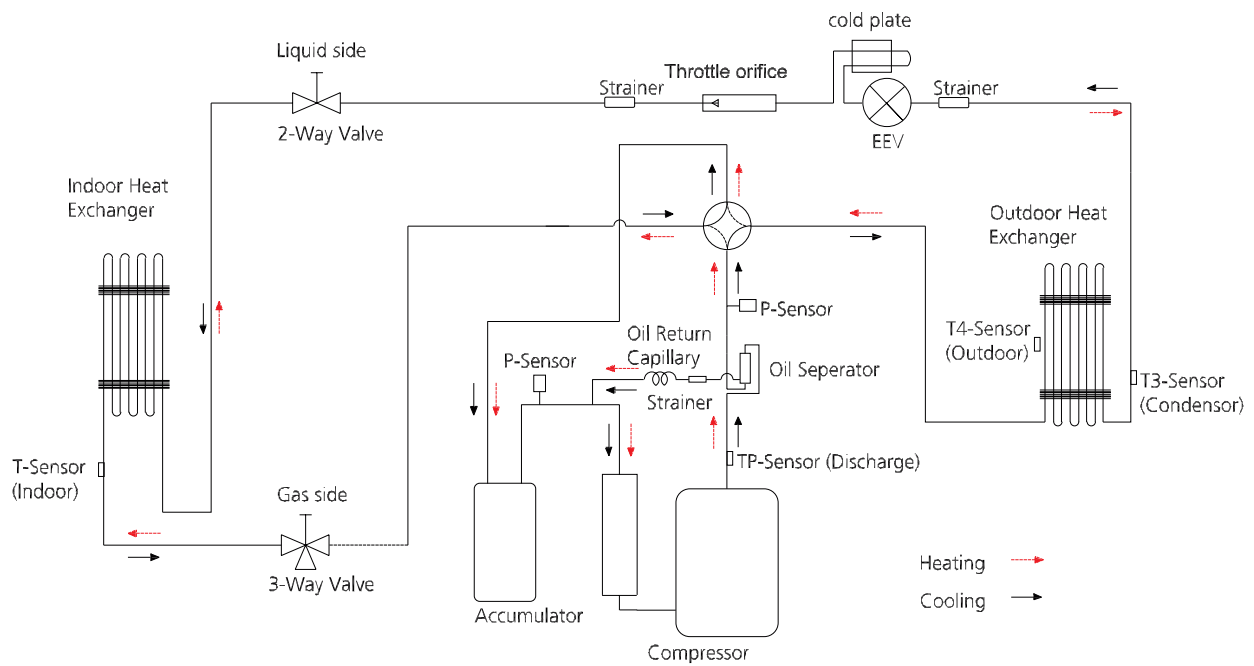 cold plate
Liquid side
Throttle orifice
Strainer
Strainer
2-Way Valve
EEV
Indoor Heat
Exchanger
Outdoor Heat
Exchanger
P-Sensor
Oil Return
Capillary
T4-Sensor
(Outdoor)
P-Sensor
Oil Seperator
T3-Sensor
(Condensor)
Strainer
T-Sensor
(Indoor)
TP-Sensor (Discharge)
Gas side
3-Way Valve
Heating
Cooling
Accumulator
Compressor